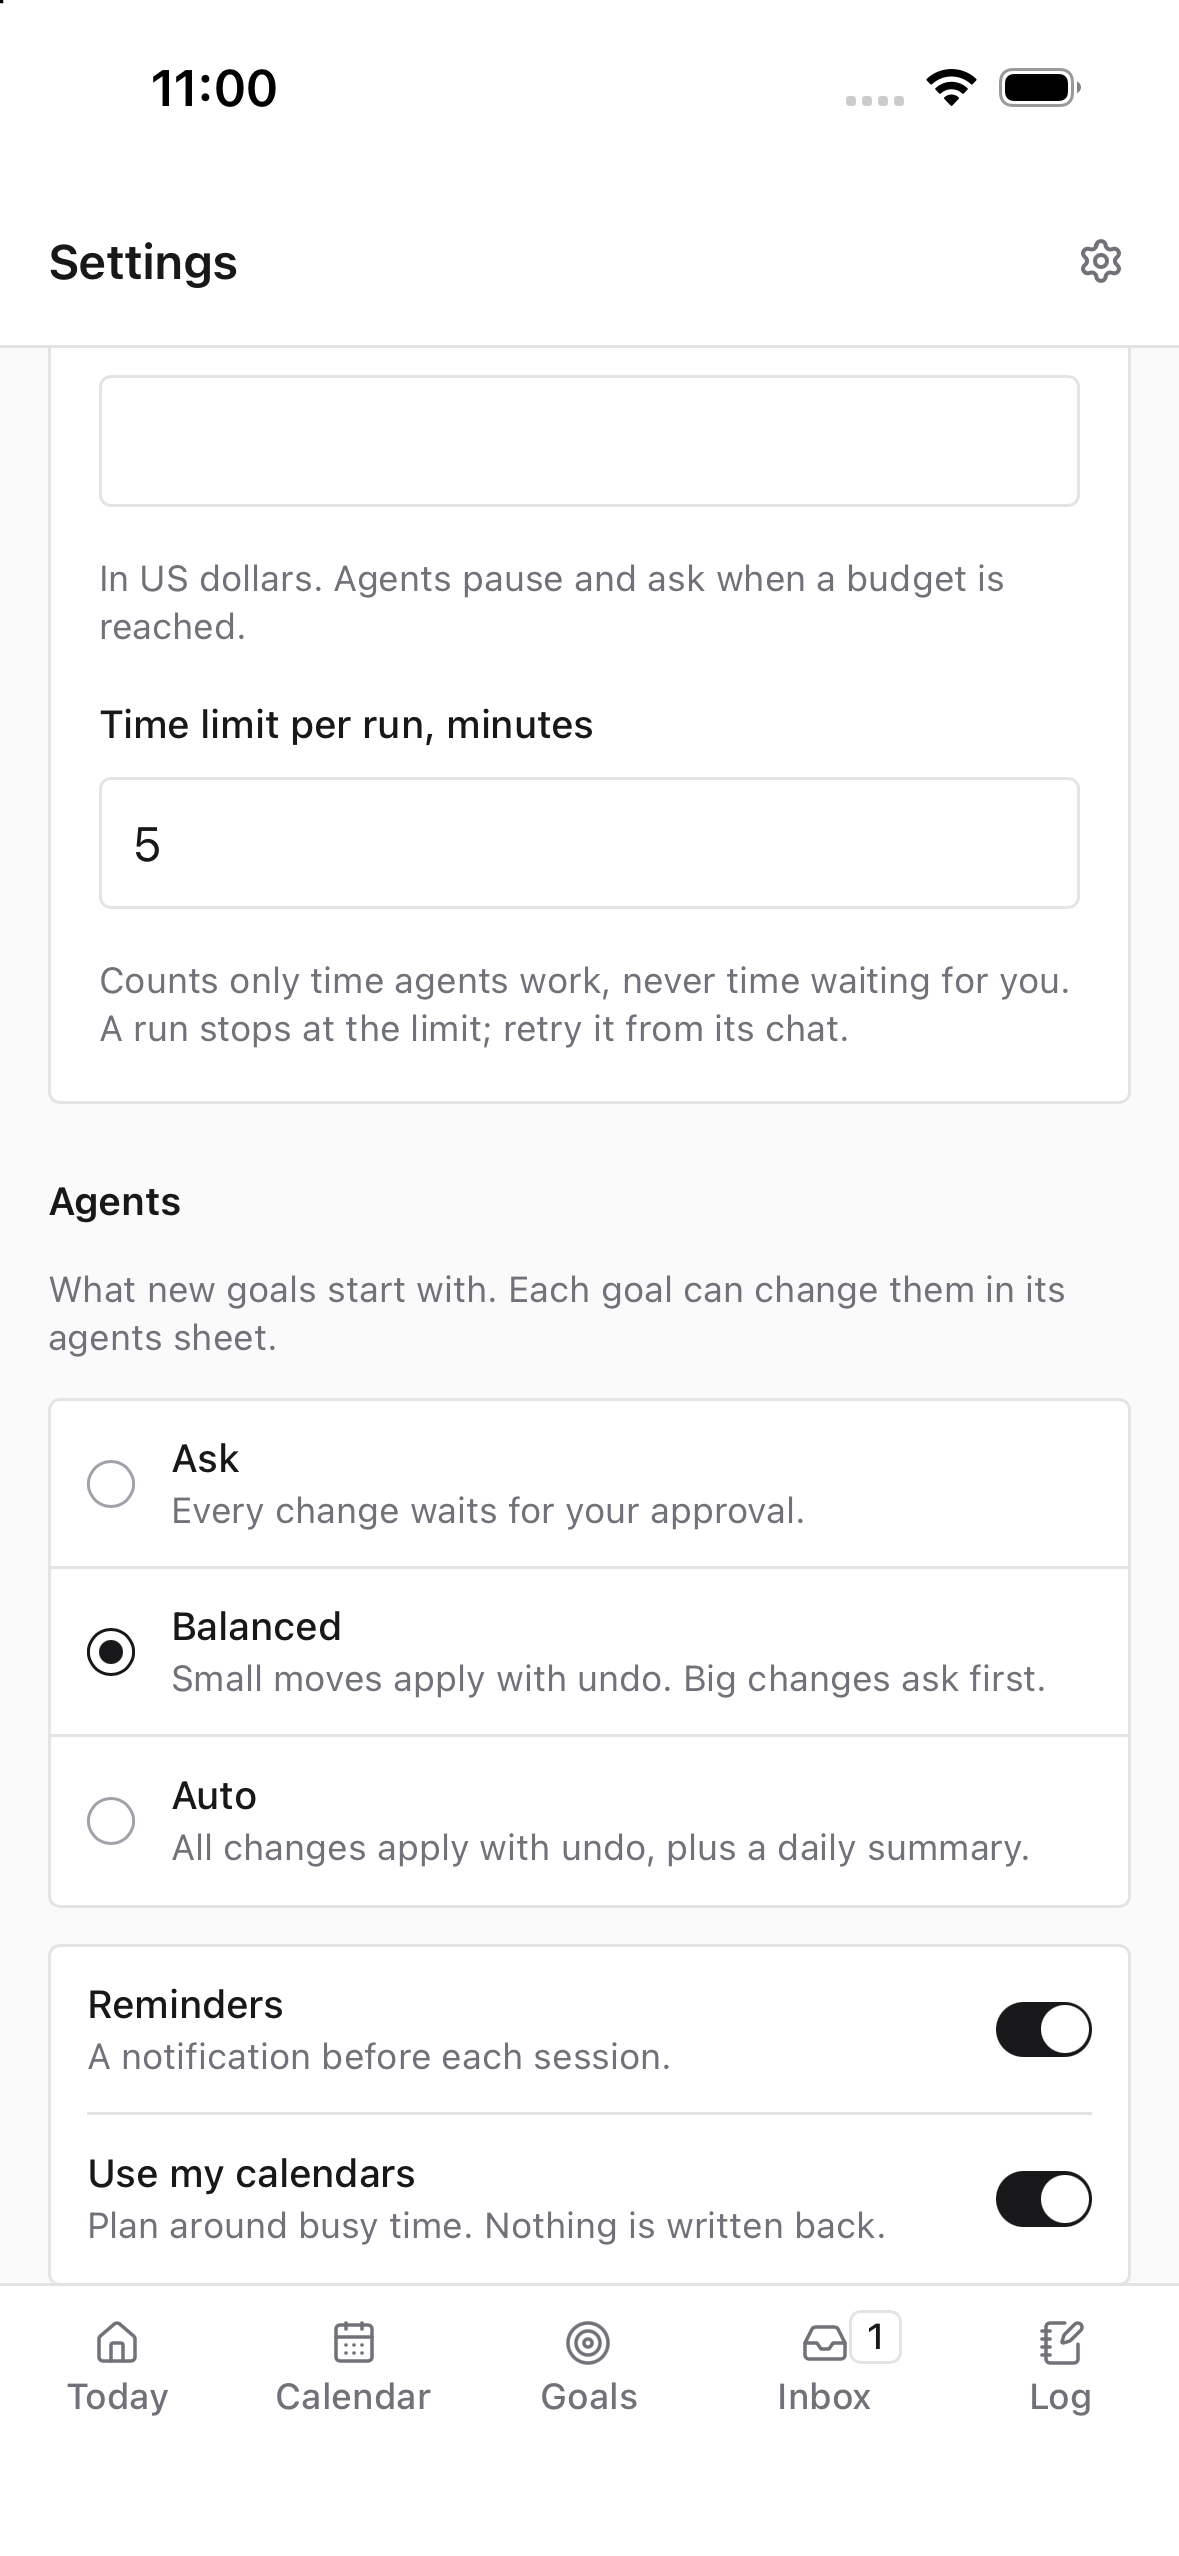 11:00
Settings
In US dollars. Agents pause and ask when a budget is
reached.
Time limit per run, minutes
5
Counts only time agents work, never time waiting for you.
A run stops at the limit; retry it from its chat.
Agents
What new goals start with. Each goal can change them in its
agents sheet.
Ask
Every change waits for your approval.
Balanced
Small moves apply with undo. Big changes ask first.
Auto
All changes apply with undo, plus a daily summary.
Reminders
A notification before each session.
Use my calendars
Plan around busy time. Nothing is written back.
1
Today
Calendar
Goals
Inbox
Log